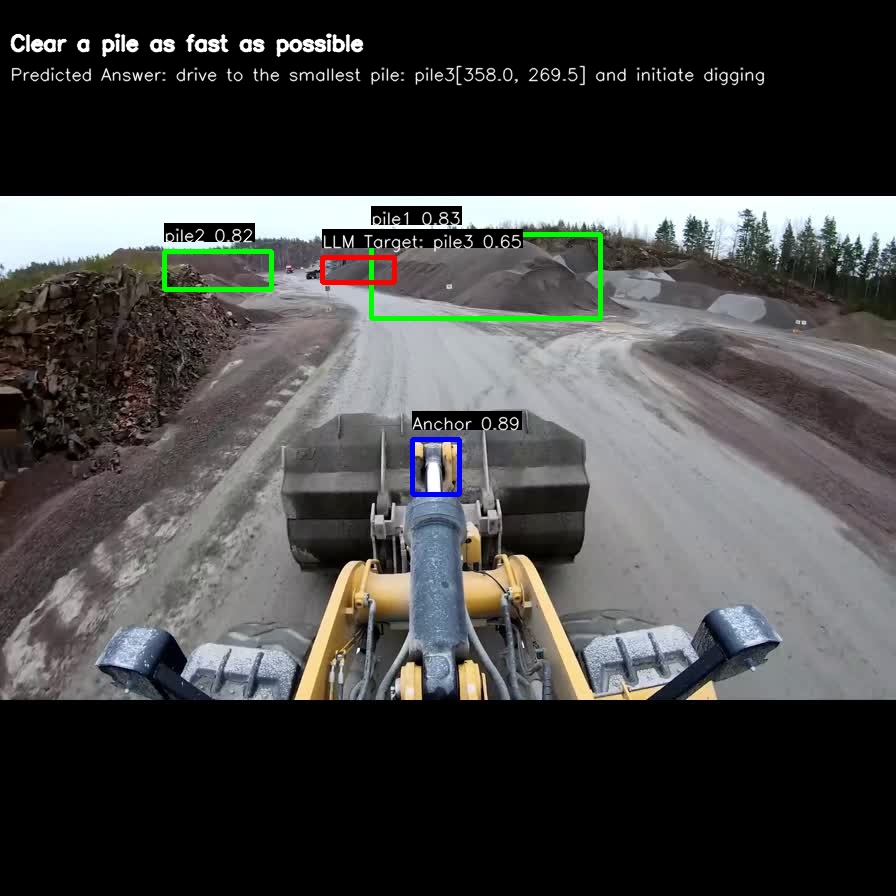 Clear a pile as fast as possible
Predicted Answer: drive to the smallest pile: pile3[358.0, 269.5] and initiate digging
pile1 0.83
pile2 0.82
LLM Target: pile3 0.65
Anchor 0.89